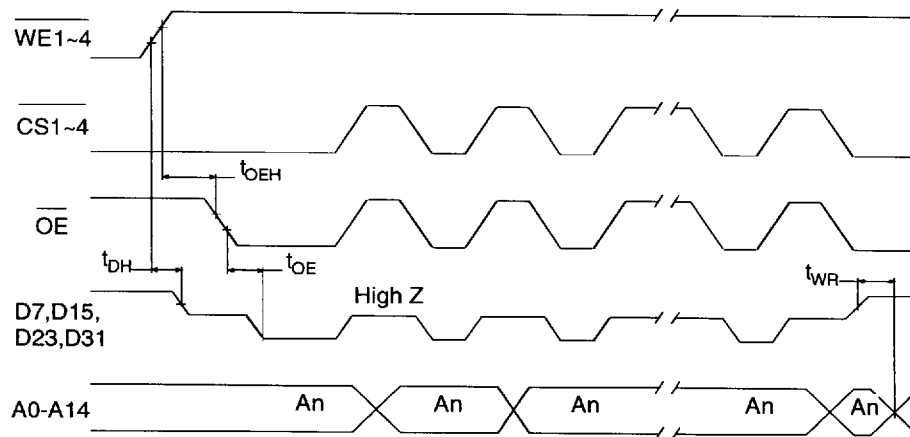 WE1~4
CS1~4
tOEH
OE
tDH
tOE
tWR
High Z
D7,D15,
D23,D31
A0-A14
An An An An An